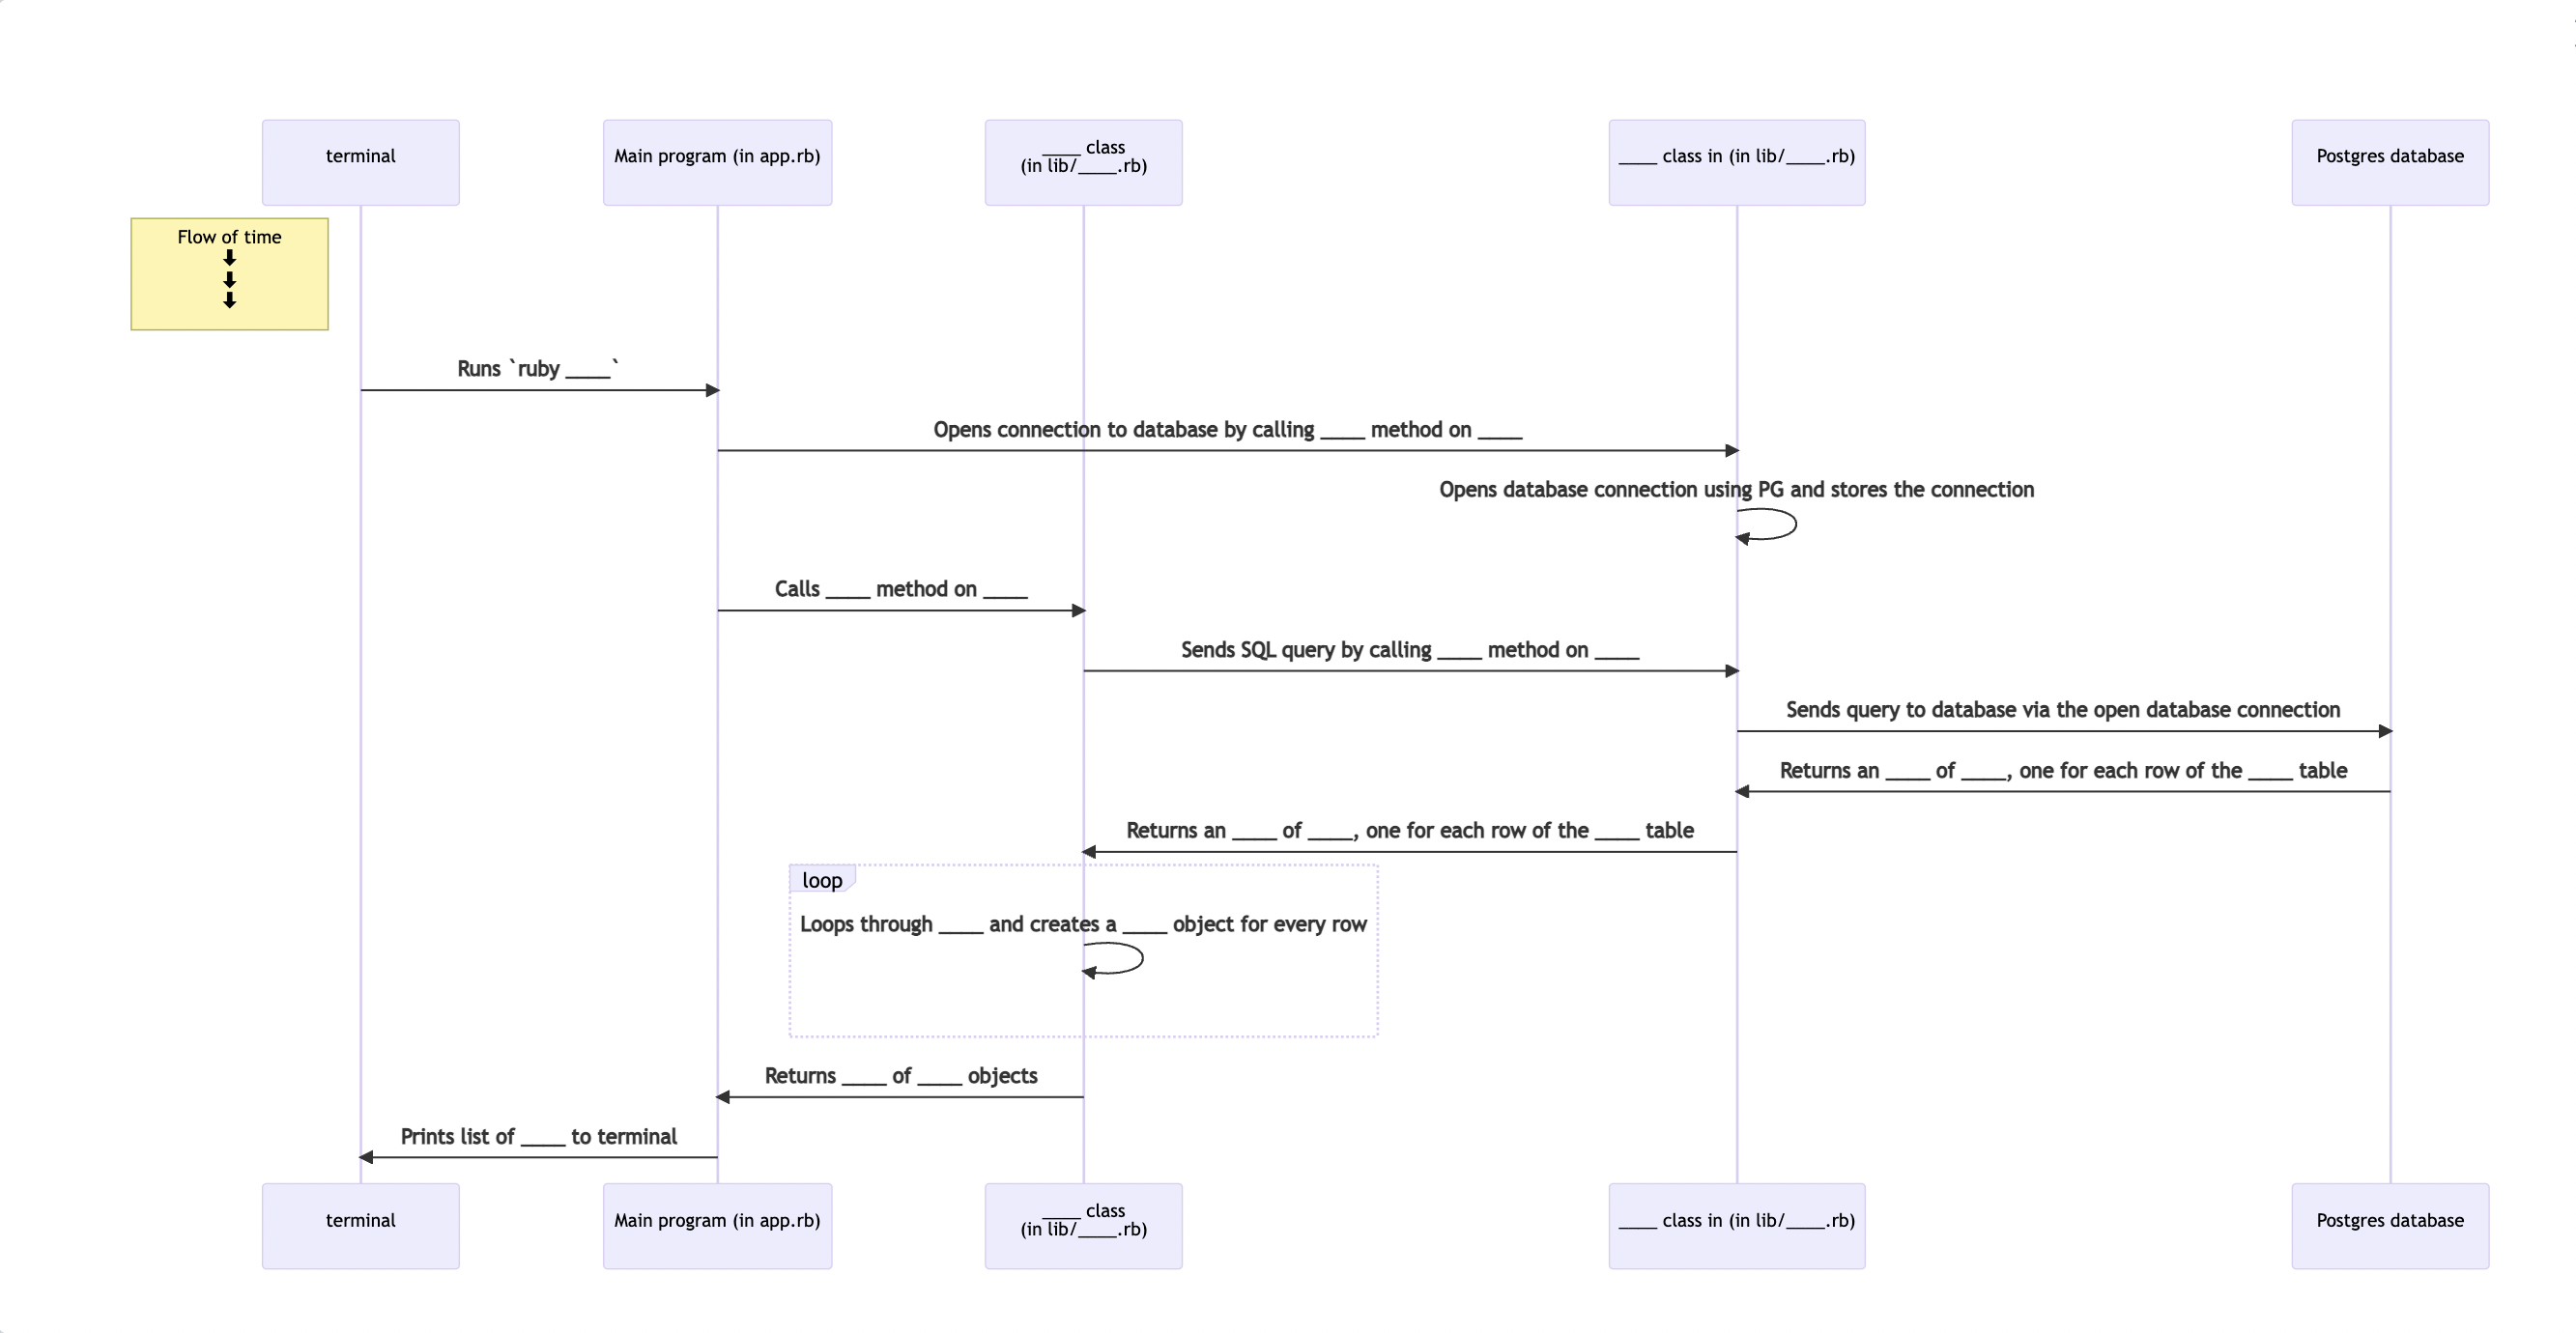 terminal
Main program (in app.rb)
____ class
(in lib/____.rb)
____ class in (in lib/____.rb)
Postgres database
Flow of time
⬇
⬇
⬇
Runs `ruby ____`
Opens connection to database by calling ____ method on ____
Opens database connection using PG and stores the connection
Calls ____ method on ____
Sends SQL query by calling ____ method on ____
Sends query to database via the open database connection
Returns an ____ of ____, one for each row of the ____ table
Returns an ____ of ____, one for each row of the ____ table
loop
Loops through ____ and creates a ____ object for every row
Returns ____ of ____ objects
Prints list of ____ to terminal
terminal
Main program (in app.rb)
____ class
(in lib/____.rb)
____ class in (in lib/____.rb)
Postgres database